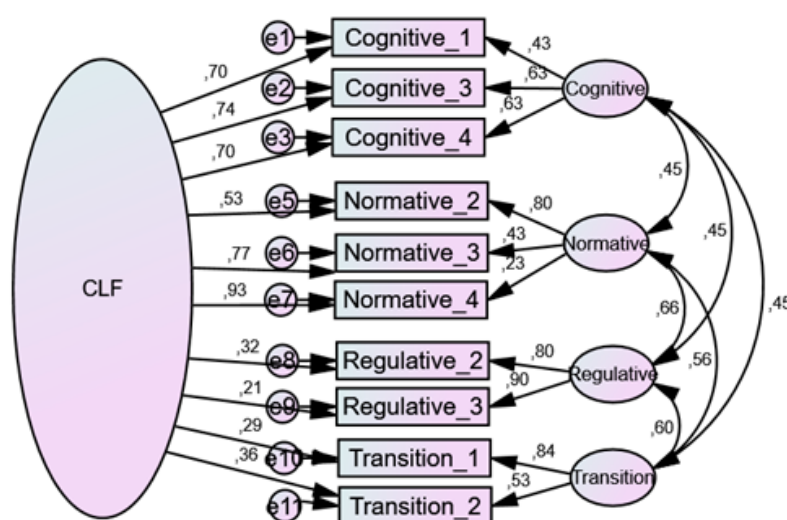 e1 Cognitive_1 ,43
,70 e2 Cognitive_3 ,63 Cognitive
,74 ,63
,70 e3 Cognitive_4
,45
,53 e5 Normative_2 ,80
,45
,77 e6 Normative_3 ,43 Normative
,23
CLF ,93 e7 Normative_4
,66 ,45
,32 e8 Regulative_2 ,80 ,56
,90 Regulative
,21 e9 Regulative_3
,60
,29 e10 Transition_1 ,84
,36 ,53 Transition
e11 Transition_2